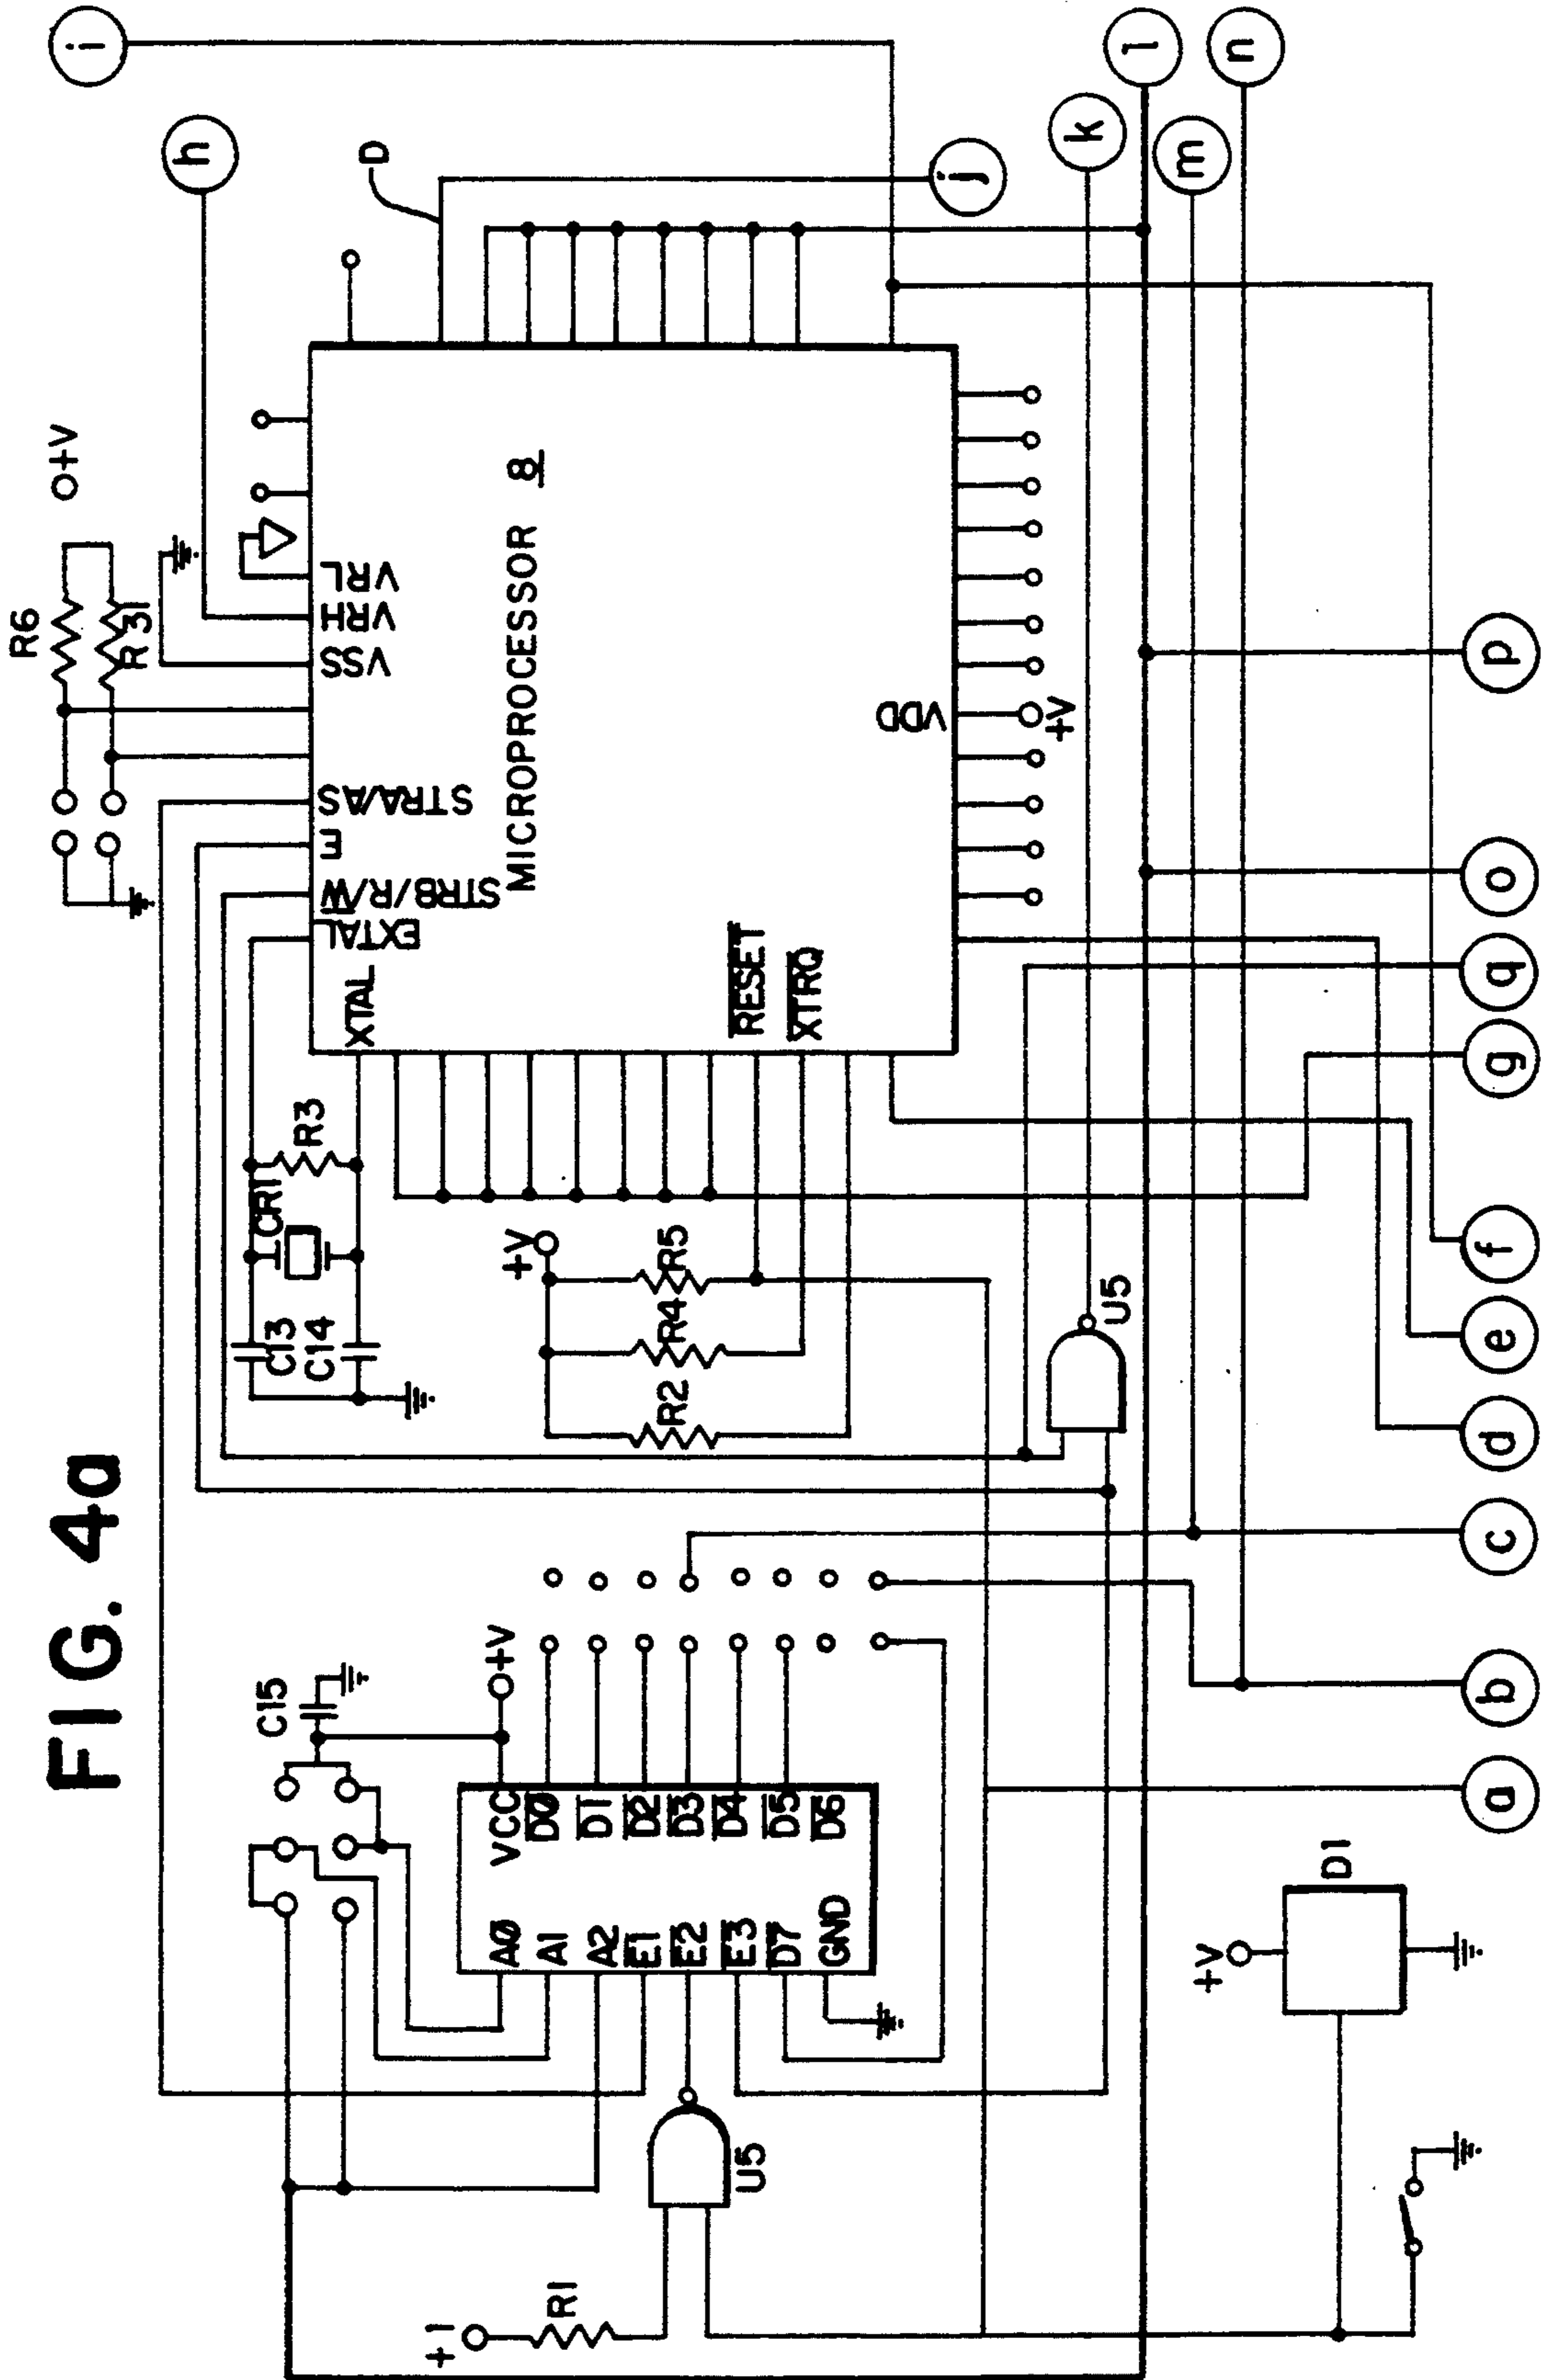 FIG. 4a
i
h
D
j
l
n
k
m
R6
R31
+V
VRL
VRH
VSS
STRA/AS
E
STRB/R/W
EXTAL
XTAL
MICROPROCESSOR 8
VDD
+V
RESET
XTRQ
R3
CR1
C13
C14
+V
R5
R4
R2
U5
C15
+V
VCC
D0
D1
D2
D3
D4
D5
D6
A0
A1
A2
E1
E2
E3
D7
GND
U5
+1
R1
+V
D1
a
b
c
d
e
f
g
q
o
p